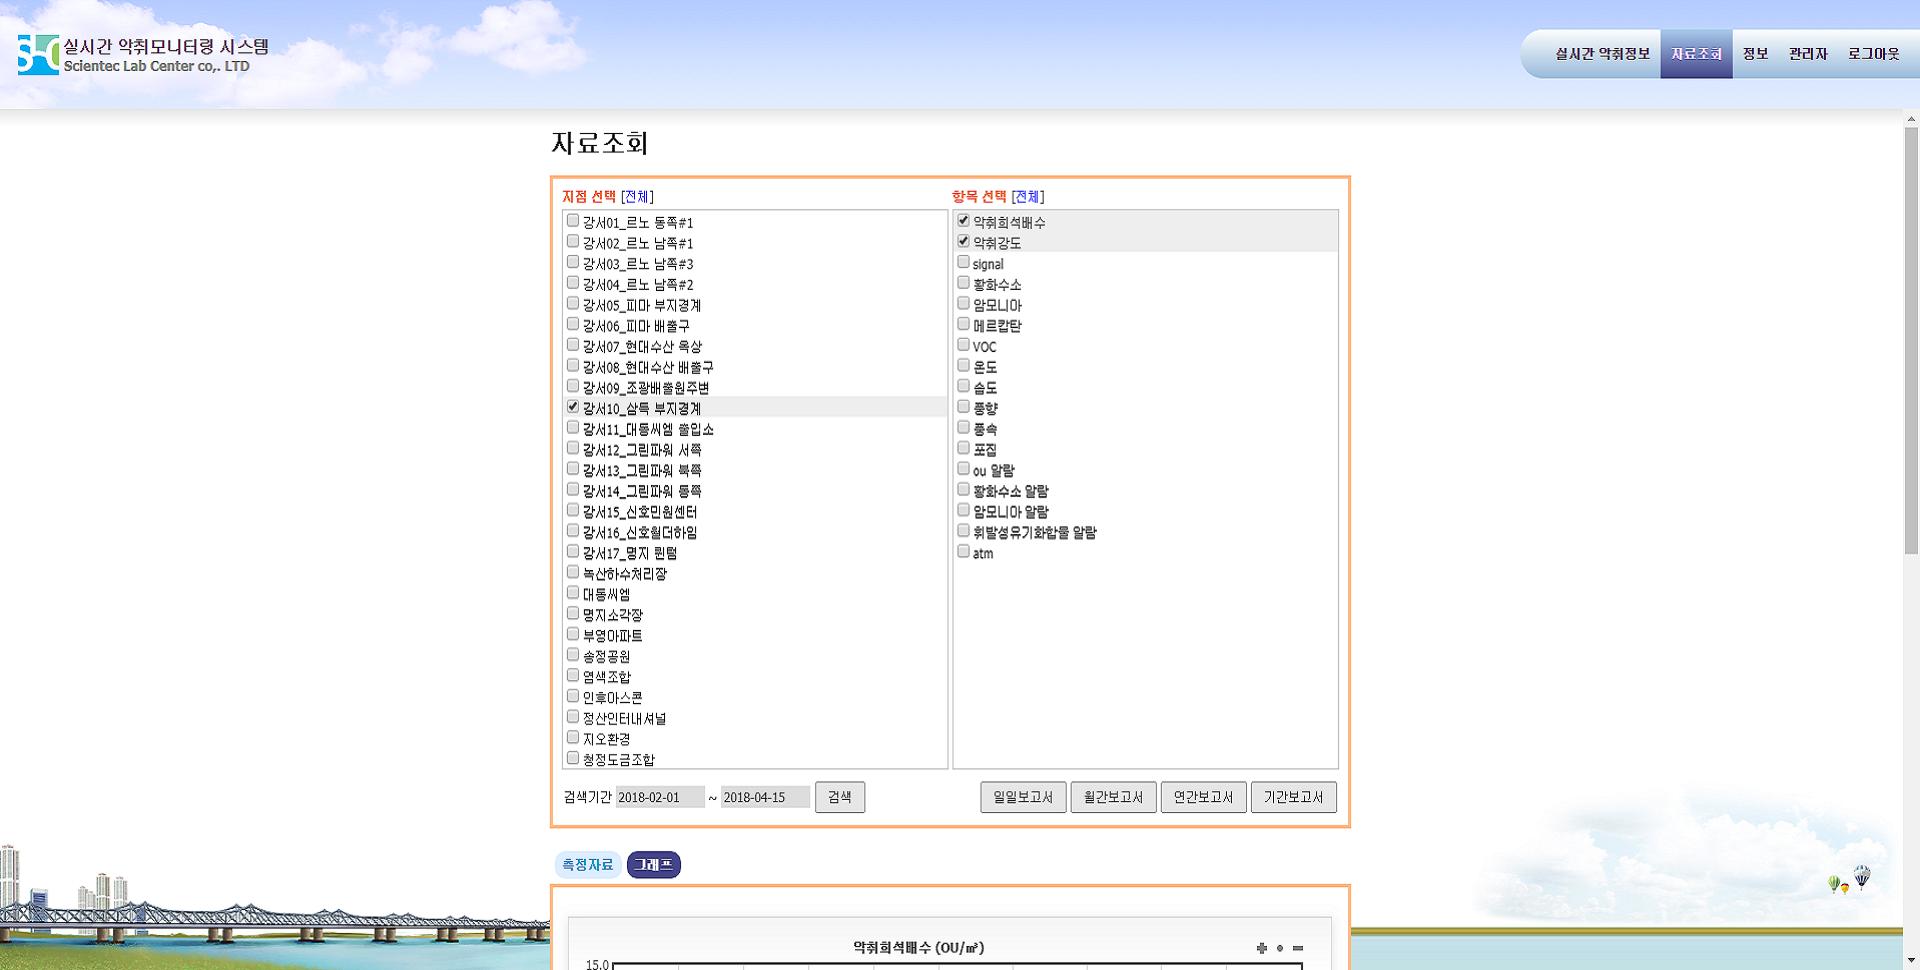 실시간 악취모니터링 시스템
Scientec Lab Center co,. LTD
실시간 악취정보 자료조회 정보 관리자 로그아웃
자료조회
지점 선택 [전체]
강서01_르노 동쪽#1
강서02_르노 남쪽#1
강서03_르노 남쪽#3
강서04_르노 남쪽#2
강서05_피마 부지경계
강서06_피마 배출구
강서07_현대수산 옥상
강서08_현대수산 배출구
강서09_조광배출원주변
강서10_삼득 부지경계
강서11_대동씨엠 출입소
강서12_그린파워 서쪽
강서13_그린파워 북쪽
강서14_그린파워 동쪽
강서15_신호민원센터
강서16_신호윌더하임
강서17_명지 퀸텀
녹산하수처리장
대동씨엠
명지소각장
부영아파트
송정공원
염색조합
인후아스콘
정산인터내셔널
지오환경
청정도금조합
항목 선택 [전체]
악취희석배수
악취강도
signal
황화수소
암모니아
메르캅탄
VOC
온도
습도
풍향
풍속
포집
ou 알람
황화수소 알람
암모니아 알람
휘발성유기화합물 알람
atm
검색기간 2018-02-01 ~ 2018-04-15 검색 일일보고서 월간보고서 연간보고서 기간보고서
측정자료 그래프
악취희석배수 (OU/㎥)
15.0